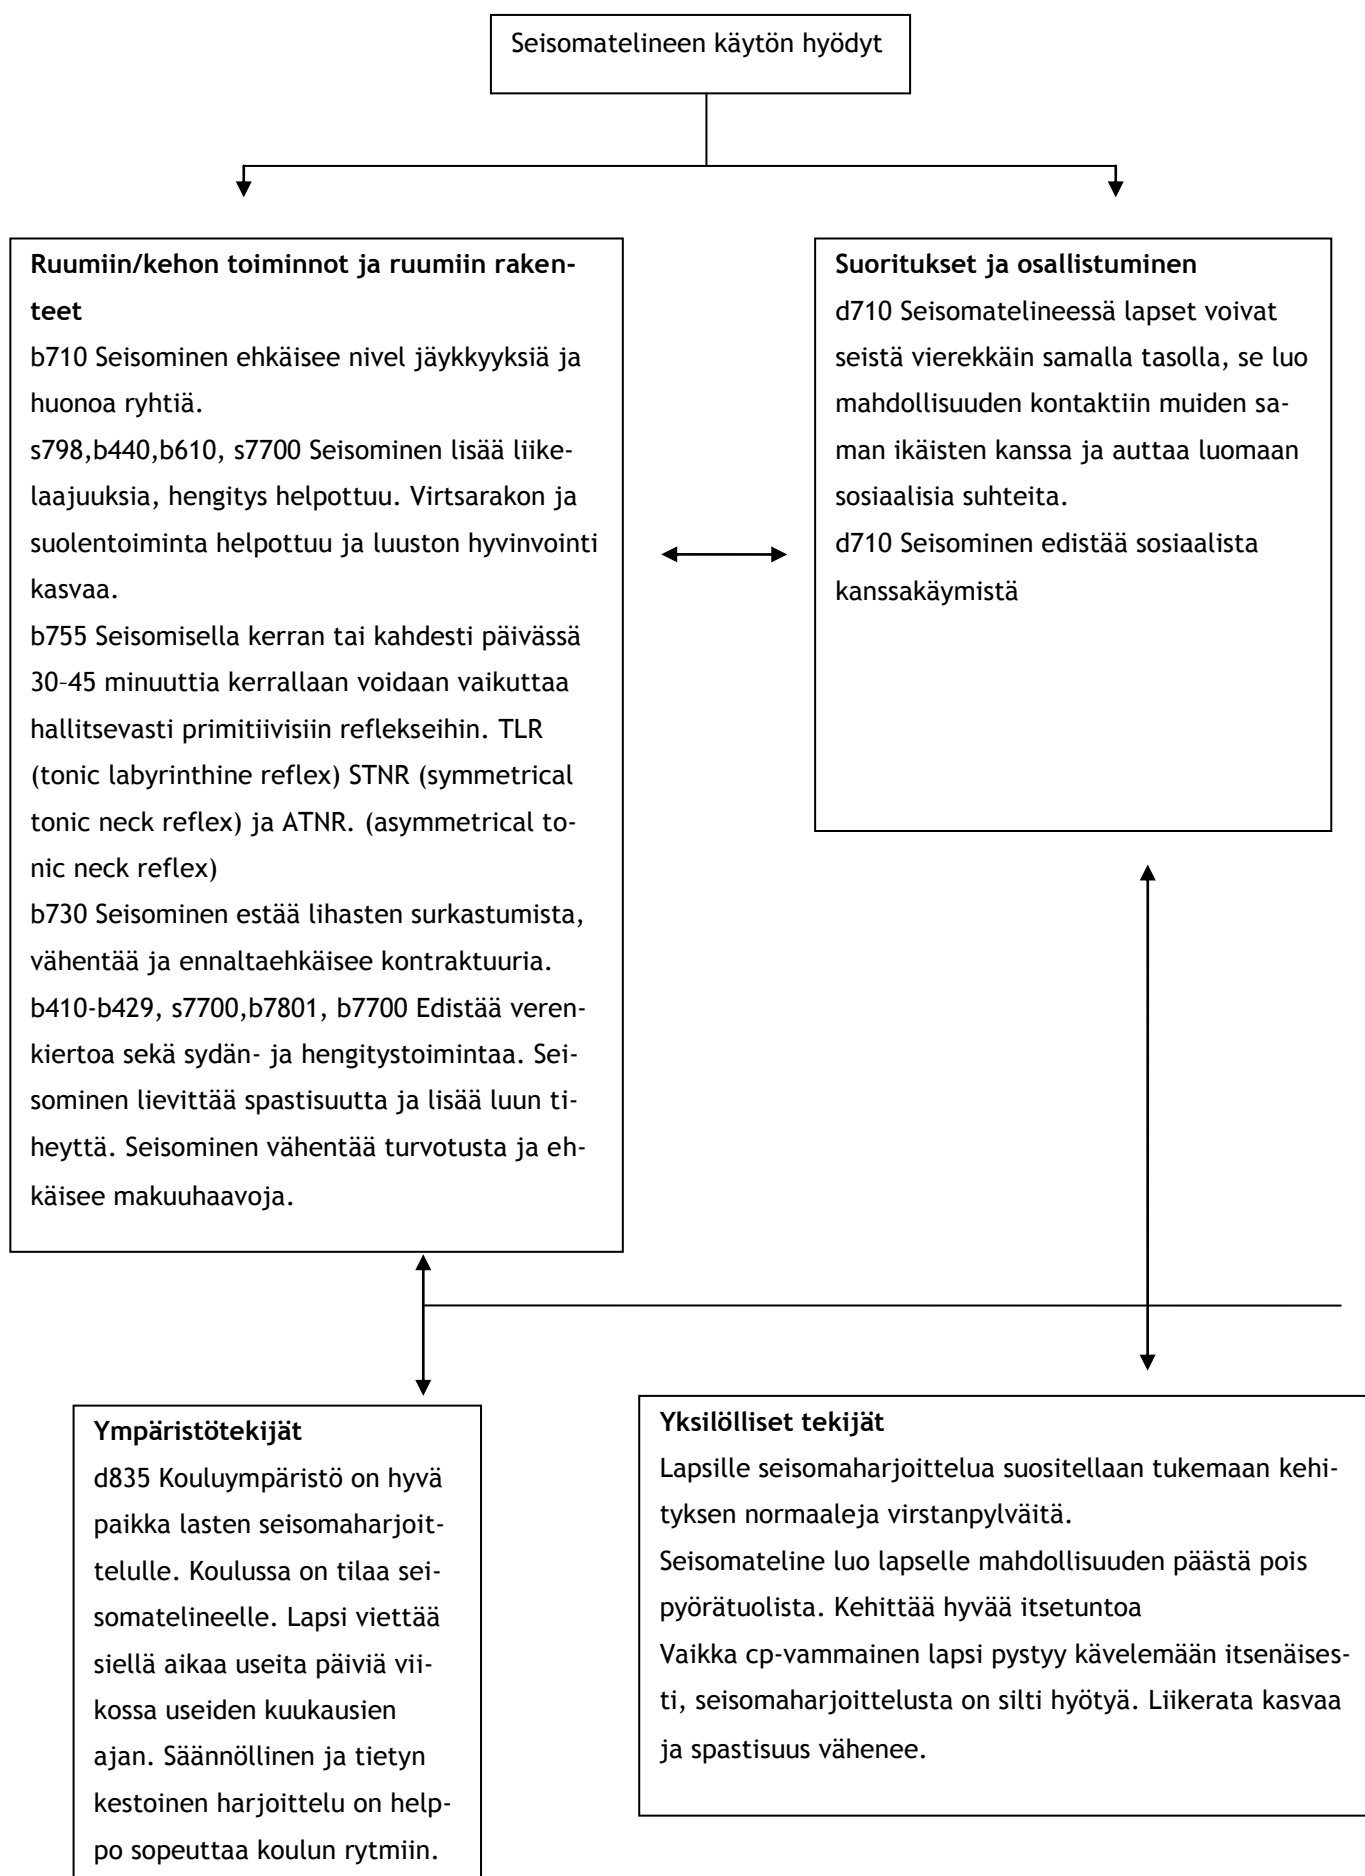 Seisomatelineen käytön hyödyt
Ruumiin/kehon toiminnot ja ruumiin raken-
teet
b710 Seisominen ehkäisee nivel jäykkyyksiä ja
huonoa ryhtiä.
s798,b440,b610, s7700 Seisominen lisää liike-
laajuuksia, hengitys helpottuu. Virtsarakon ja
suolentoiminta helpottuu ja luuston hyvinvointi
kasvaa.
b755 Seisomisella kerran tai kahdesti päivässä
30-45 minuuttia kerrallaan voidaan vaikuttaa
hallitsevasti primitiivisiin reflekseihin. TLR
(tonic labyrinthine reflex) STNR (symmetrical
tonic neck reflex) ja ATNR. (asymmetrical to-
nic neck reflex)
b730 Seisominen estää lihasten surkastumista,
vähentää ja ennaltaehkäisee kontraktuuria.
b410-b429, s7700,b7801, b7700 Edistää veren-
kiertoa sekä sydän- ja hengitystoimintaa. Sei-
sominen lievittää spastisuutta ja lisää luun ti-
heyttä. Seisominen vähentää turvotusta ja eh-
käisee makuuhaavoja.
Suoritukset ja osallistuminen
d710 Seisomatelineessä lapset voivat
seistä vierekkäin samalla tasolla, se luo
mahdollisuuden kontaktiin muiden sa-
man ikäisten kanssa ja auttaa luomaan
sosiaalisia suhteita.
d710 Seisominen edistää sosiaalista
kanssakäymistä
Ympäristötekijät
d835 Kouluympäristö on hyvä
paikka lasten seisomaharjoit-
telulle. Koulussa on tilaa sei-
somatelineelle. Lapsi viettää
siellä aikaa useita päiviä vii-
kossa useiden kuukausien
ajan. Säännöllinen ja tietyn
kestoinen harjoittelu on help-
po sopeuttaa koulun rytmiin.
Yksilölliset tekijät
Lapsille seisomaharjoittelua suositellaan tukemaan kehi-
tyksen normaaleja virstanpylväitä.
Seisomateline luo lapselle mahdollisuuden päästä pois
pyörätuolista. Kehittää hyvää itsetuntoa
Vaikka cp-vammainen lapsi pystyy kävelemään itsenäises-
ti, seisomaharjoittelusta on silti hyötyä. Liikerata kasvaa
ja spastisuus vähenee.